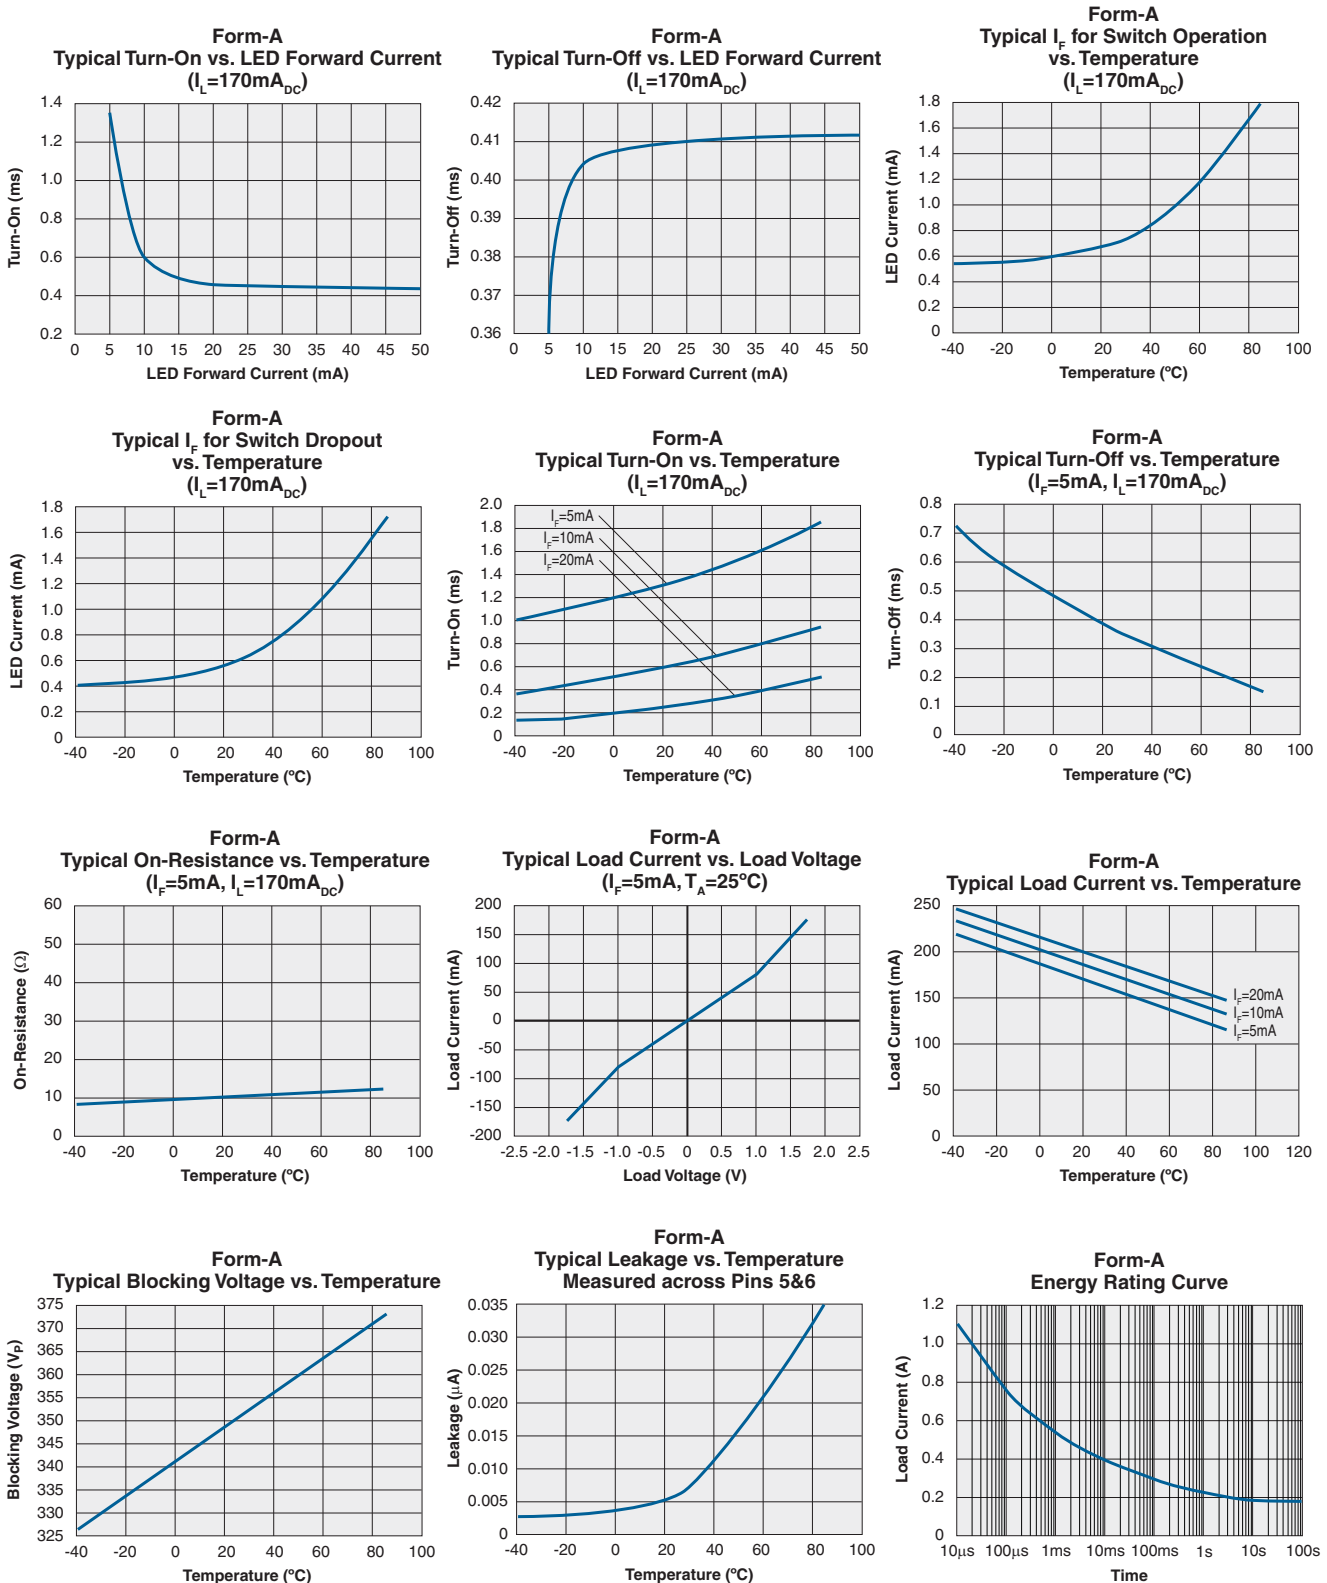 Form-A
Typical Turn-On vs. LED Forward Current
(IL=170mADC)
1.4
1.2
1.0
0.8
0.6
0.4
0.2
Turn-On (ms)
0 5 10 15 20 25 30 35 40 45 50
LED Forward Current (mA)
Form-A
Typical Turn-Off vs. LED Forward Current
(IL=170mADC)
0.42
0.41
0.40
0.39
0.38
0.37
0.36
Turn-Off (ms)
0 5 10 15 20 25 30 35 40 45 50
LED Forward Current (mA)
Form-A
Typical IF for Switch Operation
vs. Temperature
(IL=170mADC)
1.8
1.6
1.4
1.2
1.0
0.8
0.6
0.4
0.2
0
LED Current (mA)
-40 -20 0 20 40 60 80 100
Temperature (ºC)
Form-A
Typical IF for Switch Dropout
vs. Temperature
(IL=170mADC)
1.8
1.6
1.4
1.2
1.0
0.8
0.6
0.4
0.2
0
LED Current (mA)
-40 -20 0 20 40 60 80 100
Temperature (ºC)
Form-A
Typical Turn-On vs. Temperature
(IL=170mADC)
2.0
1.8
1.6
1.4
1.2
1.0
0.8
0.6
0.4
0.2
0
Turn-On (ms)
IF=5mA
IF=10mA
IF=20mA
-40 -20 0 20 40 60 80 100
Temperature (ºC)
Form-A
Typical Turn-Off vs. Temperature
(IF=5mA, IL=170mADC)
0.8
0.7
0.6
0.5
0.4
0.3
0.2
0.1
0
Turn-Off (ms)
-40 -20 0 20 40 60 80 100
Temperature (ºC)
Form-A
Typical On-Resistance vs. Temperature
(IF=5mA, IL=170mADC)
60
50
40
30
20
10
0
On-Resistance (Ω)
-40 -20 0 20 40 60 80 100
Temperature (ºC)
Form-A
Typical Load Current vs. Load Voltage
(IF=5mA, TA=25ºC)
200
150
100
50
0
-50
-100
-150
-200
Load Current (mA)
-2.5 -2.0 -1.5 -1.0 -0.5 0 0.5 1.0 1.5 2.0 2.5
Load Voltage (V)
Form-A
Typical Load Current vs. Temperature
250
200
150
100
50
0
Load Current (mA)
IF=20mA
IF=10mA
IF=5mA
-40 -20 0 20 40 60 80 100 120
Temperature (ºC)
Form-A
Typical Blocking Voltage vs. Temperature
375
370
365
360
355
350
345
340
335
330
325
Blocking Voltage (VP)
-40 -20 0 20 40 60 80 100
Temperature (ºC)
Form-A
Typical Leakage vs. Temperature
Measured across Pins 5&6
0.035
0.030
0.025
0.020
0.015
0.010
0.005
0
Leakage (μA)
-40 -20 0 20 40 60 80 100
Temperature (ºC)
Form-A
Energy Rating Curve
1.2
1.0
0.8
0.6
0.4
0.2
0
Load Current (A)
10μs 100μs 1ms 10ms 100ms 1s 10s 100s
Time